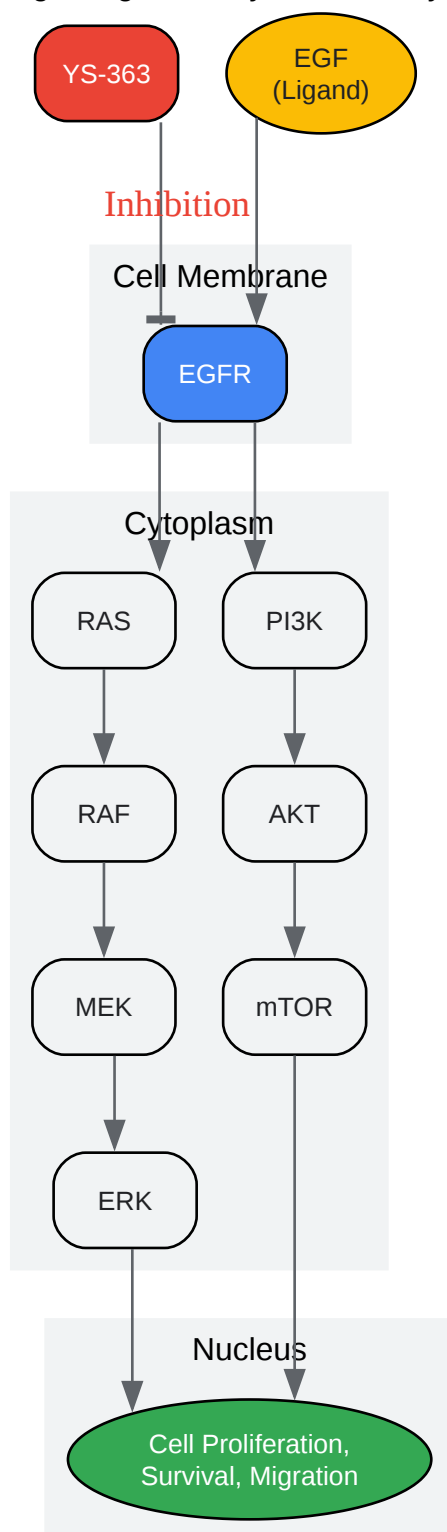 YS-363
EGF
(Ligand)
Inhibition
Cell Membrane
EGFR
Cytoplasm
RAS
PI3K
RAF
AKT
MEK
mTOR
ERK
Nucleus
Cell Proliferation,
Survival, Migration